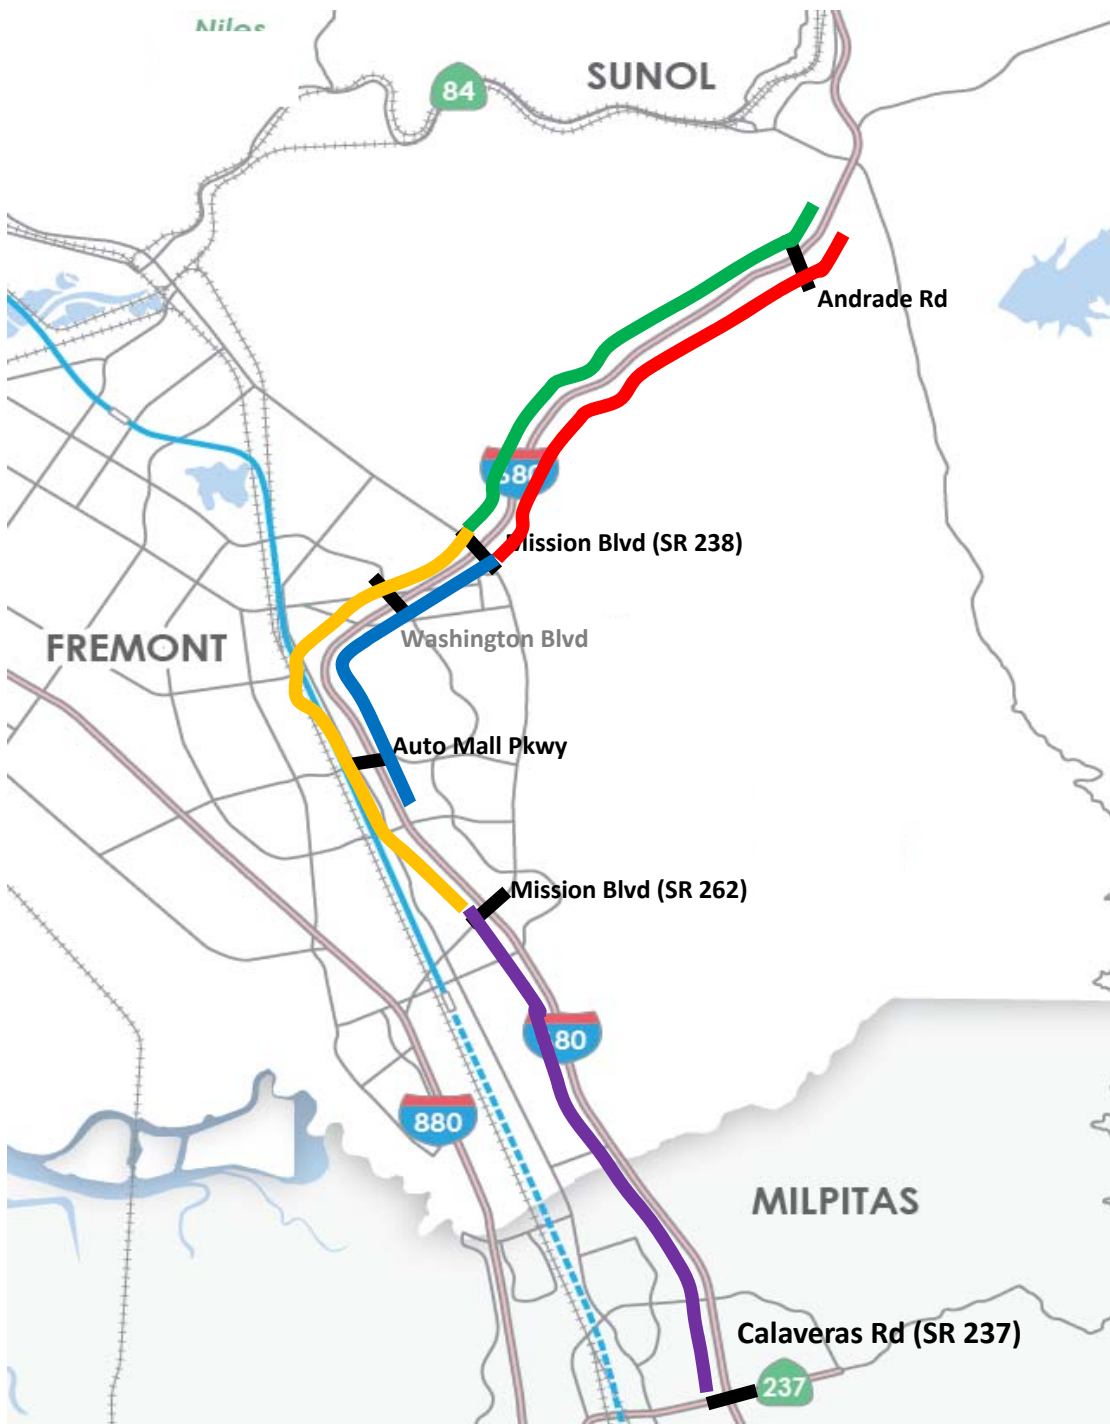 Niles
SUNOL
84
Andrade Rd
680
Mission Blvd (SR 238)
Washington Blvd
FREMONT
Auto Mall Pkwy
Mission Blvd (SR 262)
80
880
MILPITAS
Calaveras Rd (SR 237)
237